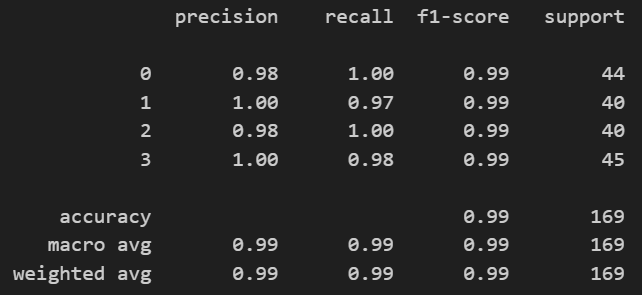 precision recall f1-score support
0 0.98 1.00 0.99 44
1 1.00 0.97 0.99 40
2 0.98 1.00 0.99 40
3 1.00 0.98 0.99 45
accuracy 0.99 169
macro avg 0.99 0.99 0.99 169
weighted avg 0.99 0.99 0.99 169